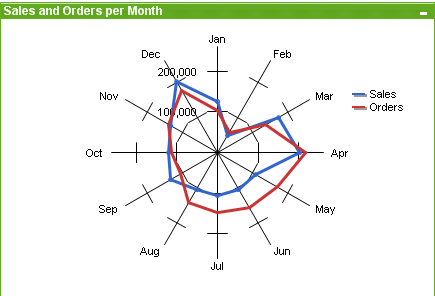 Sales and Orders per Month
Jan
Dec
Feb
200,000
Nov
Mar
Sales
Orders
100,000
Oct
Apr
Sep
May
Aug
Jun
Jul